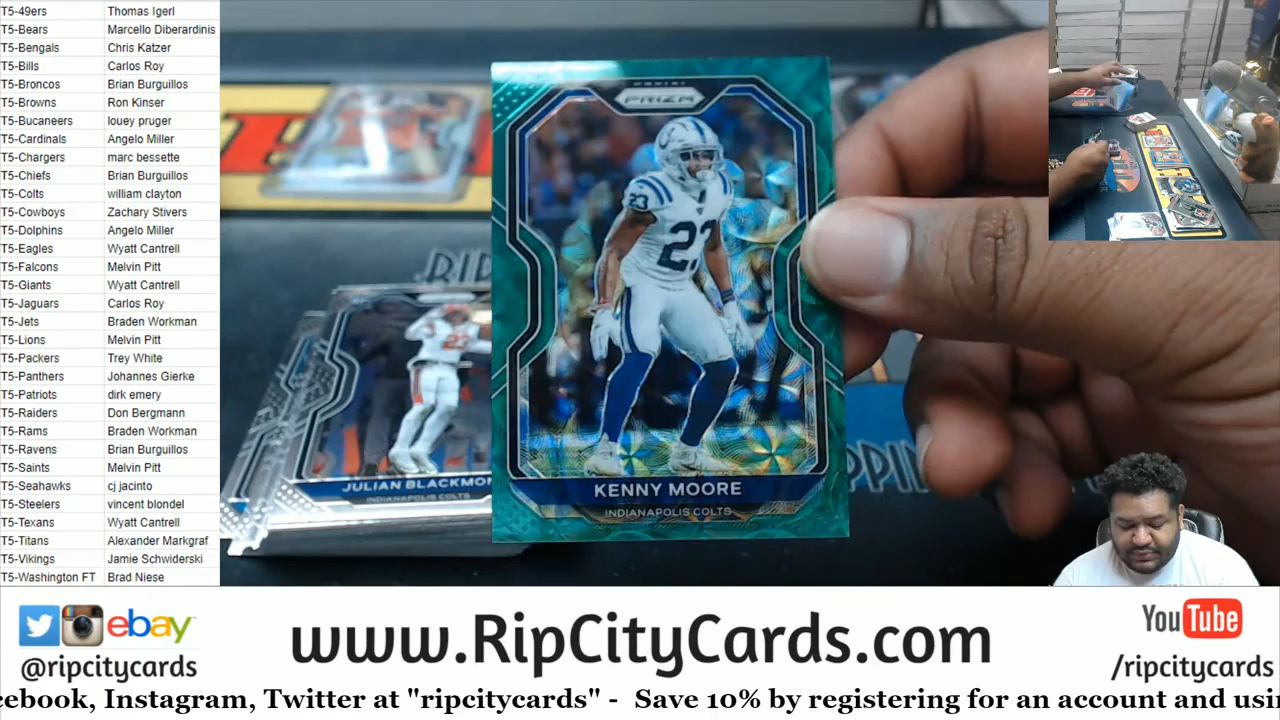 T5-49ers Thomas Igerl
T5-Bears Marcello Diberardinis
T5-Bengals Chris Katzer
T5-Bills Carlos Roy
T5-Broncos Brian Burguillos
T5-Browns Ron Kinser
T5-Bucaneers louey pruger
T5-Cardinals Angelo Miller
T5-Chargers marc bessette
T5-Chiefs Brian Burguillos
T5-Colts william clayton
T5-Cowboys Zachary Stivers
T5-Dolphins Angelo Miller
T5-Eagles Wyatt Cantrell
T5-Falcons Melvin Pitt
T5-Giants Wyatt Cantrell
T5-Jaguars Carlos Roy
T5-Jets Braden Workman
T5-Lions Melvin Pitt
T5-Packers Trey White
T5-Panthers Johannes Gierke
T5-Patriots dirk emery
T5-Raiders Don Bergmann
T5-Rams Braden Workman
T5-Ravens Brian Burguillos
T5-Saints Melvin Pitt
T5-Seahawks cj jacinto
T5-Steelers vincent blondel
T5-Texans Wyatt Cantrell
T5-Titans Alexander Markgraf
T5-Vikings Jamie Schwiderski
T5-Washington FT Brad Niese
PANINI
PRIZM
23
23
KENNY MOORE
INDIANAPOLIS COLTS
RIP
JULIAN BLACKMON
INDIANAPOLIS COLTS
ebay
@ripcitycards
www.RipCityCards.com
YouTube
/ripcitycards
cebook, Instagram, Twitter at "ripcitycards" - Save 10% by registering for an account and usi